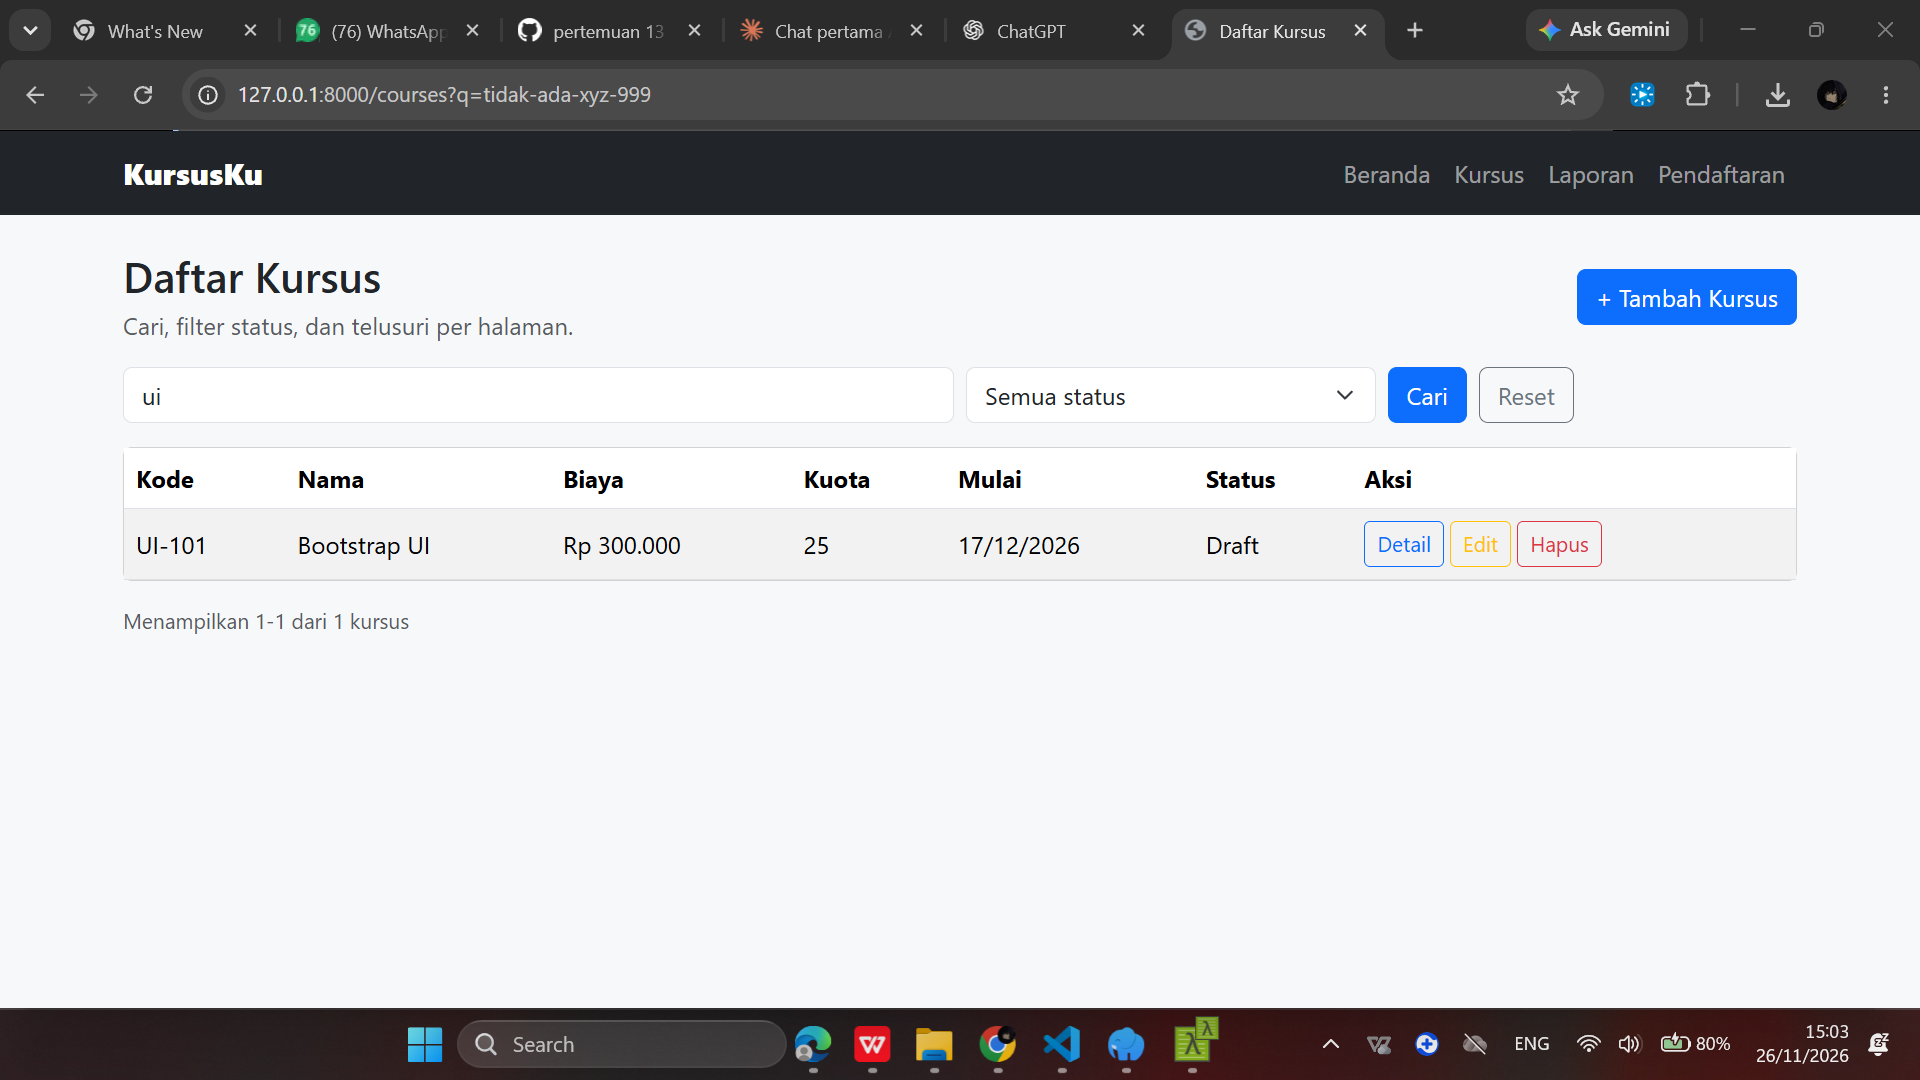 What's New
76
(76) WhatsApp
pertemuan 13
Chat pertama
ChatGPT
Daftar Kursus
Ask Gemini
127.0.0.1:8000/courses?q=tidak-ada-xyz-999
KursusKu
Beranda Kursus Laporan Pendaftaran
Daftar Kursus
+ Tambah Kursus
Cari, filter status, dan telusuri per halaman.
ui
Semua status
Cari
Reset
Kode Nama Biaya Kuota Mulai Status Aksi
UI-101 Bootstrap UI Rp 300.000 25 17/12/2026 Draft Detail Edit Hapus
Menampilkan 1-1 dari 1 kursus
Search
ENG
80%
15:03
26/11/2026